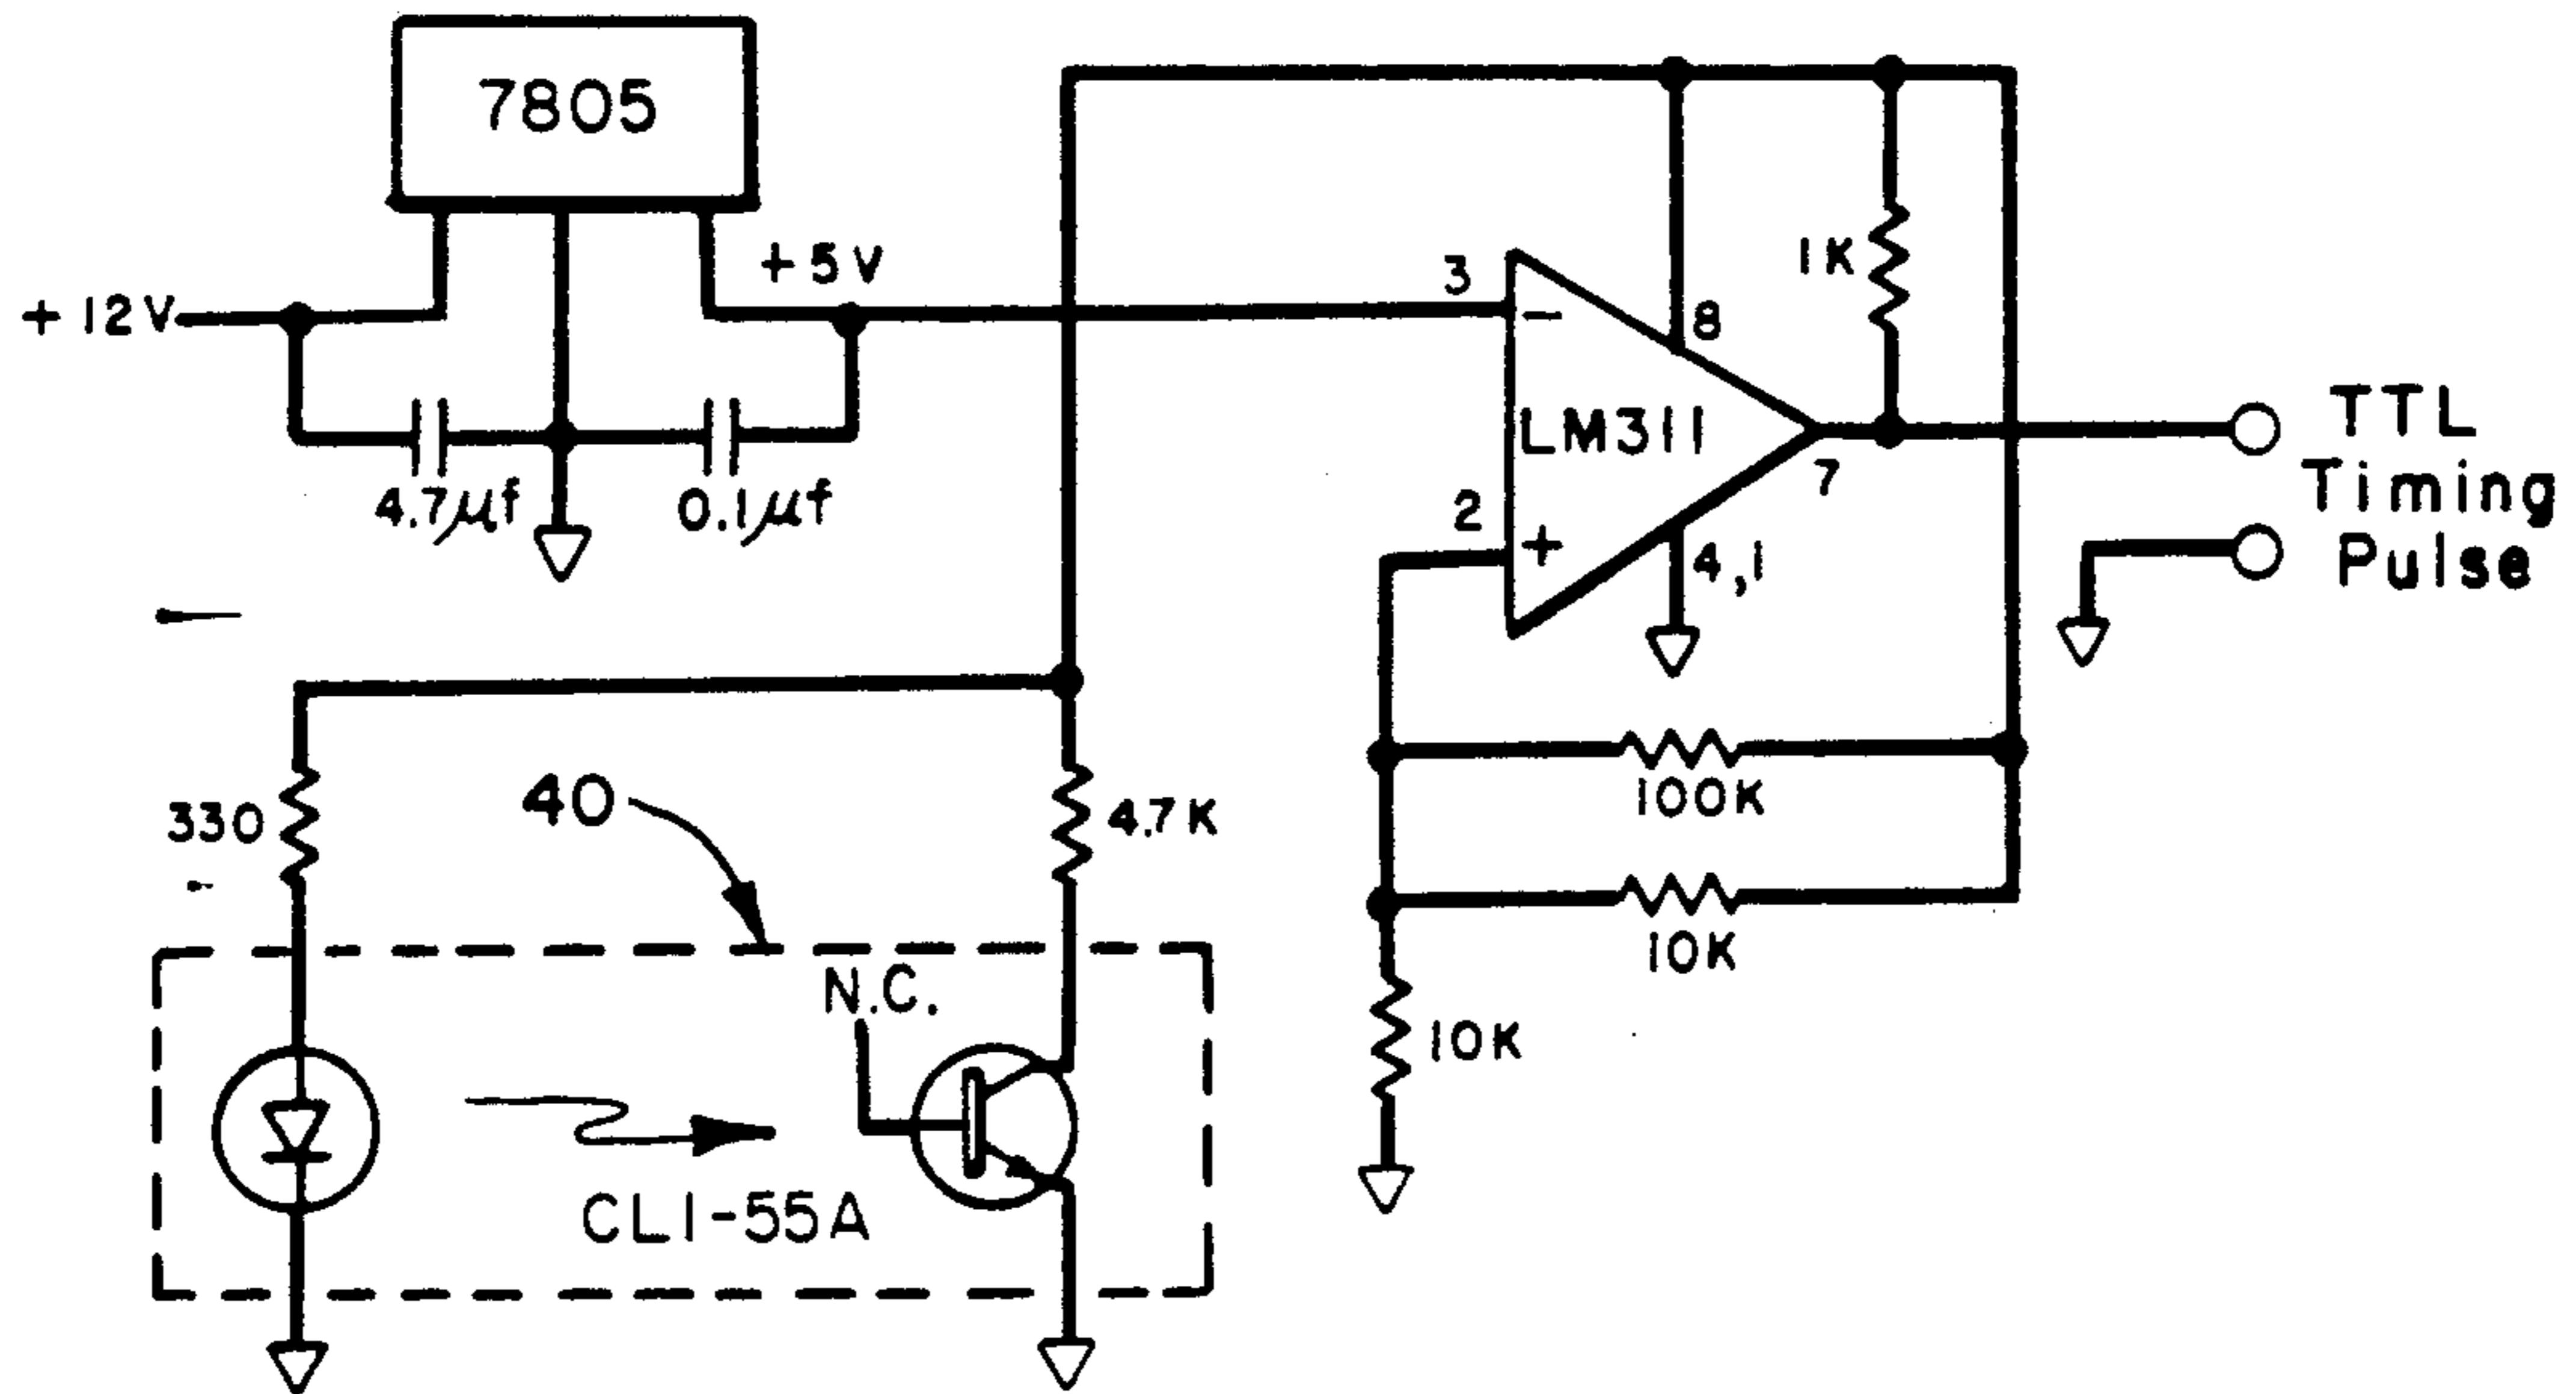 7805
+5V
+12V
4.7µf
0.1µf
3
-
8
1K
LM311
2
+
7
4,1
TTL
Timing
Pulse
330
40
4.7K
100K
10K
10K
N.C.
CL1-55A